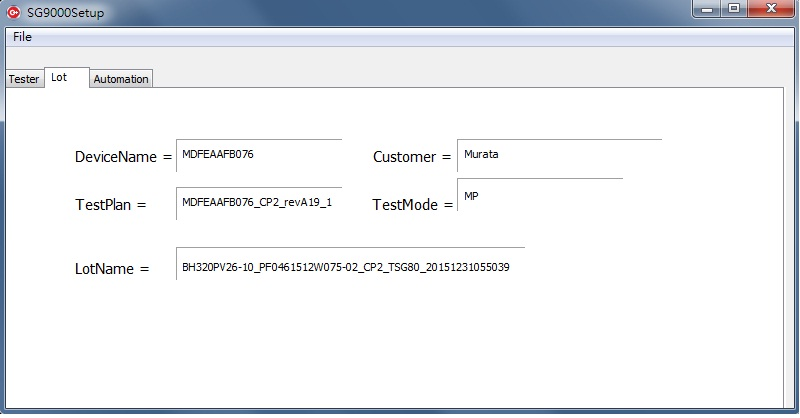 SG9000Setup
File
Tester Lot Automation
DeviceName = MDFEAAFB076 Customer = Murata
TestPlan = MDFEAAFB076_CP2_revA19_1 TestMode = MP
LotName = BH320PV26-10_PF0461512W075-02_CP2_TSG80_20151231055039